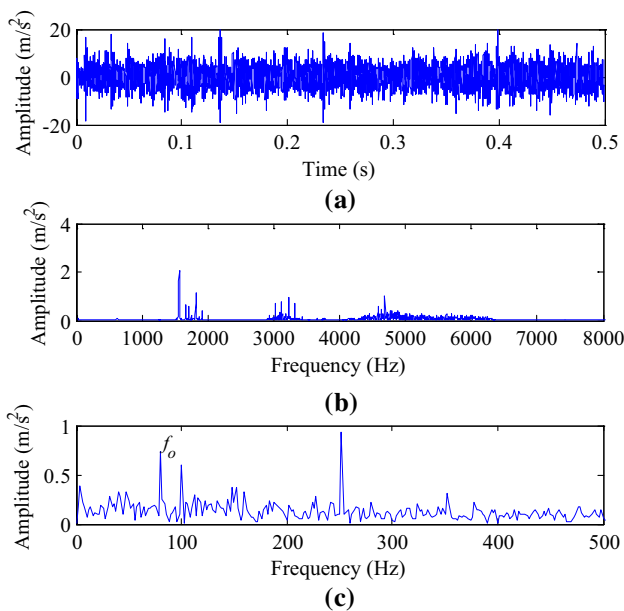 Amplitude (m/s²)
20
0
-20
0 0.1 0.2 0.3 0.4 0.5
Time (s)
(a)
Amplitude (m/s²)
4
2
0
0 1000 2000 3000 4000 5000 6000 7000 8000
Frequency (Hz)
(b)
Amplitude (m/s²)
1
0.5
0
fₒ
0 100 200 300 400 500
Frequency (Hz)
(c)